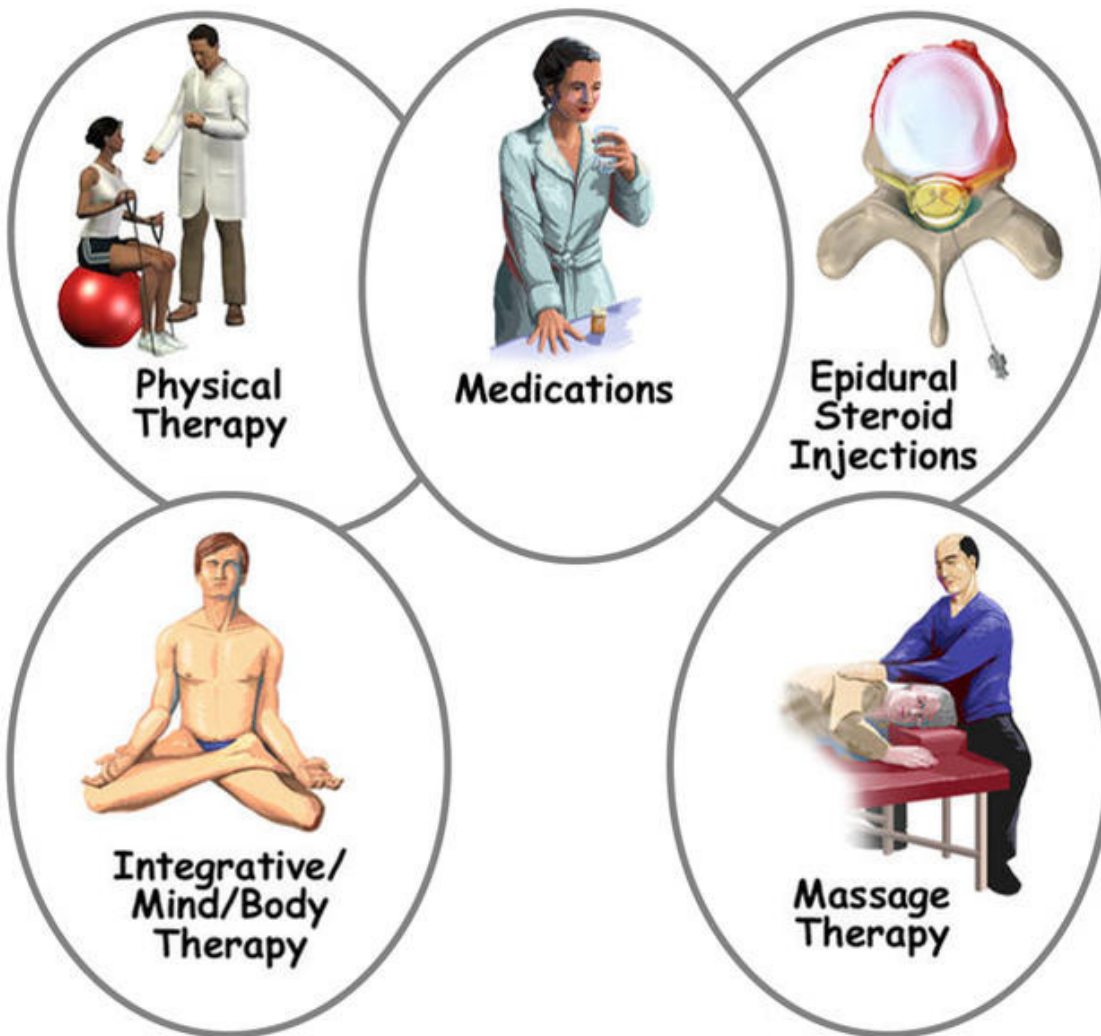 Physical
Therapy
Medications
Epidural
Steroid
Injections
Integrative/
Mind/Body
Therapy
Massage
Therapy